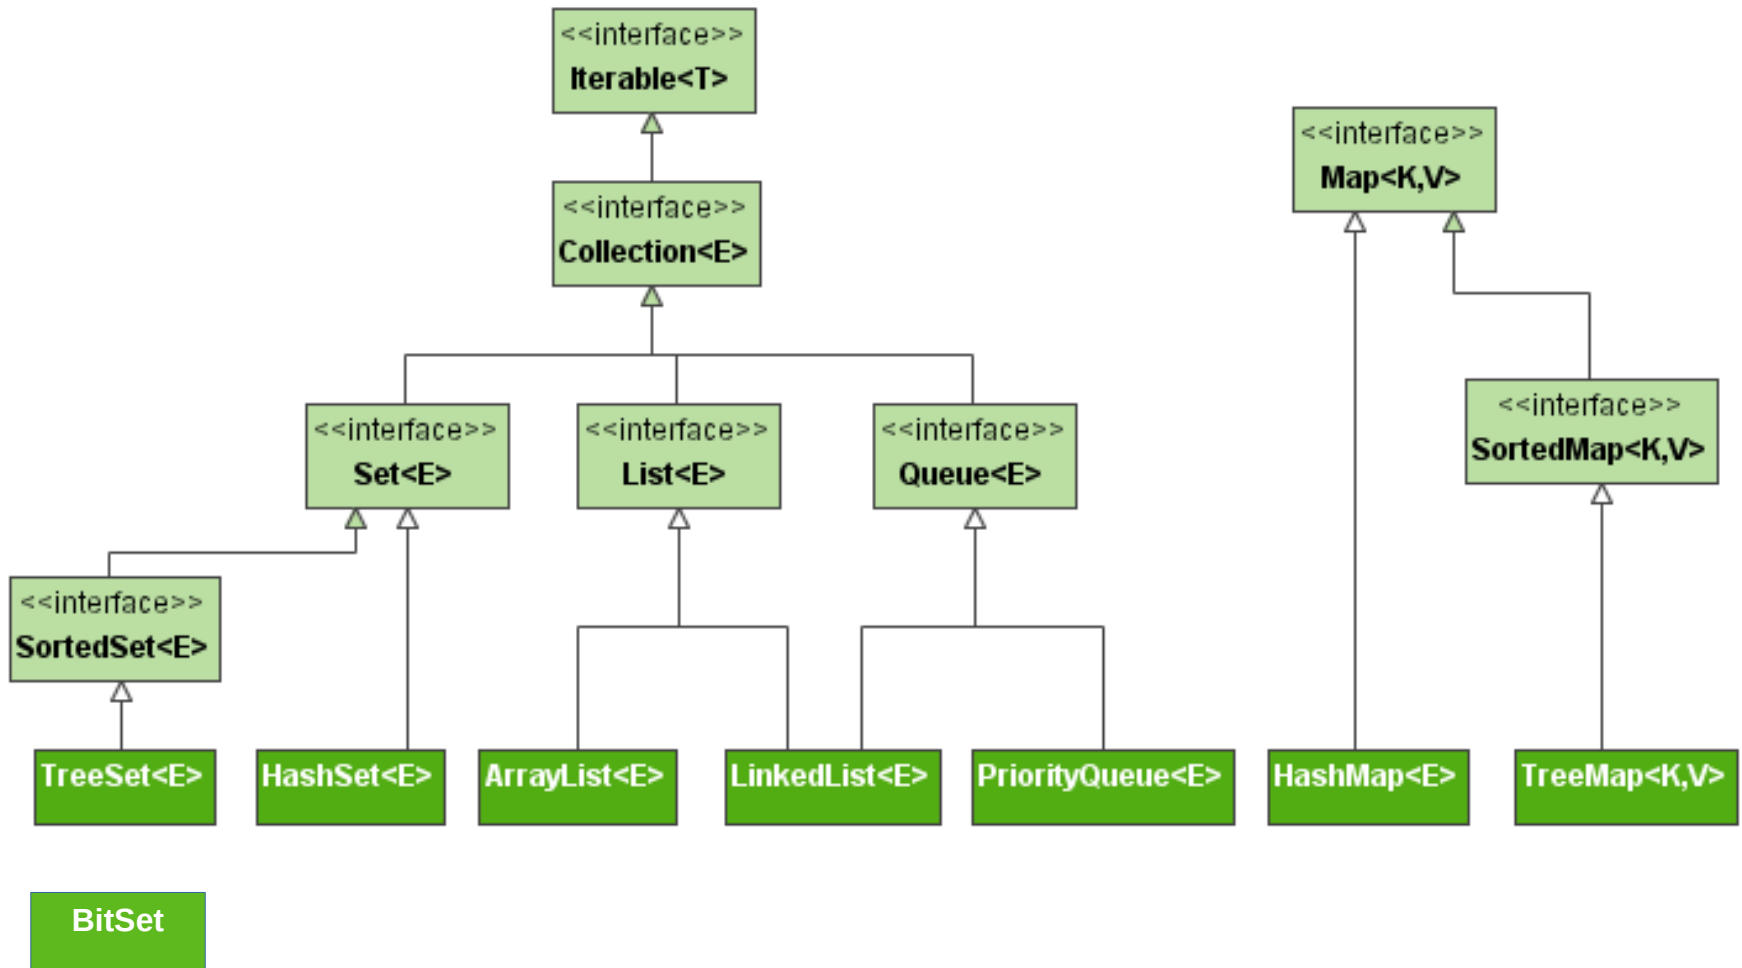 <<interface>>
Iterable<T>
<<interface>>
Map<K,V>
<<interface>>
Collection<E>
<<interface>>
SortedMap<K,V>
<<interface>>
Set<E>
<<interface>>
List<E>
<<interface>>
Queue<E>
<<interface>>
SortedSet<E>
TreeSet<E>
HashSet<E>
ArrayList<E>
LinkedList<E>
PriorityQueue<E>
HashMap<E>
TreeMap<K,V>
BitSet